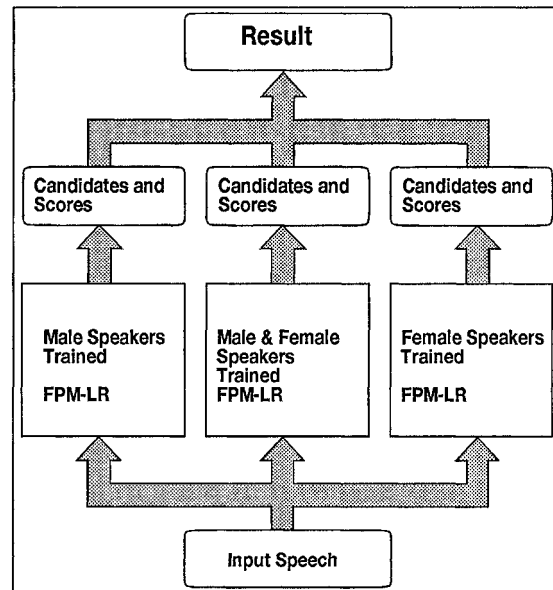 Result
Candidates and
Scores
Candidates and
Scores
Candidates and
Scores
Male Speakers
Trained
FPM-LR
Male & Female
Speakers
Trained
FPM-LR
Female Speakers
Trained
FPM-LR
Input Speech